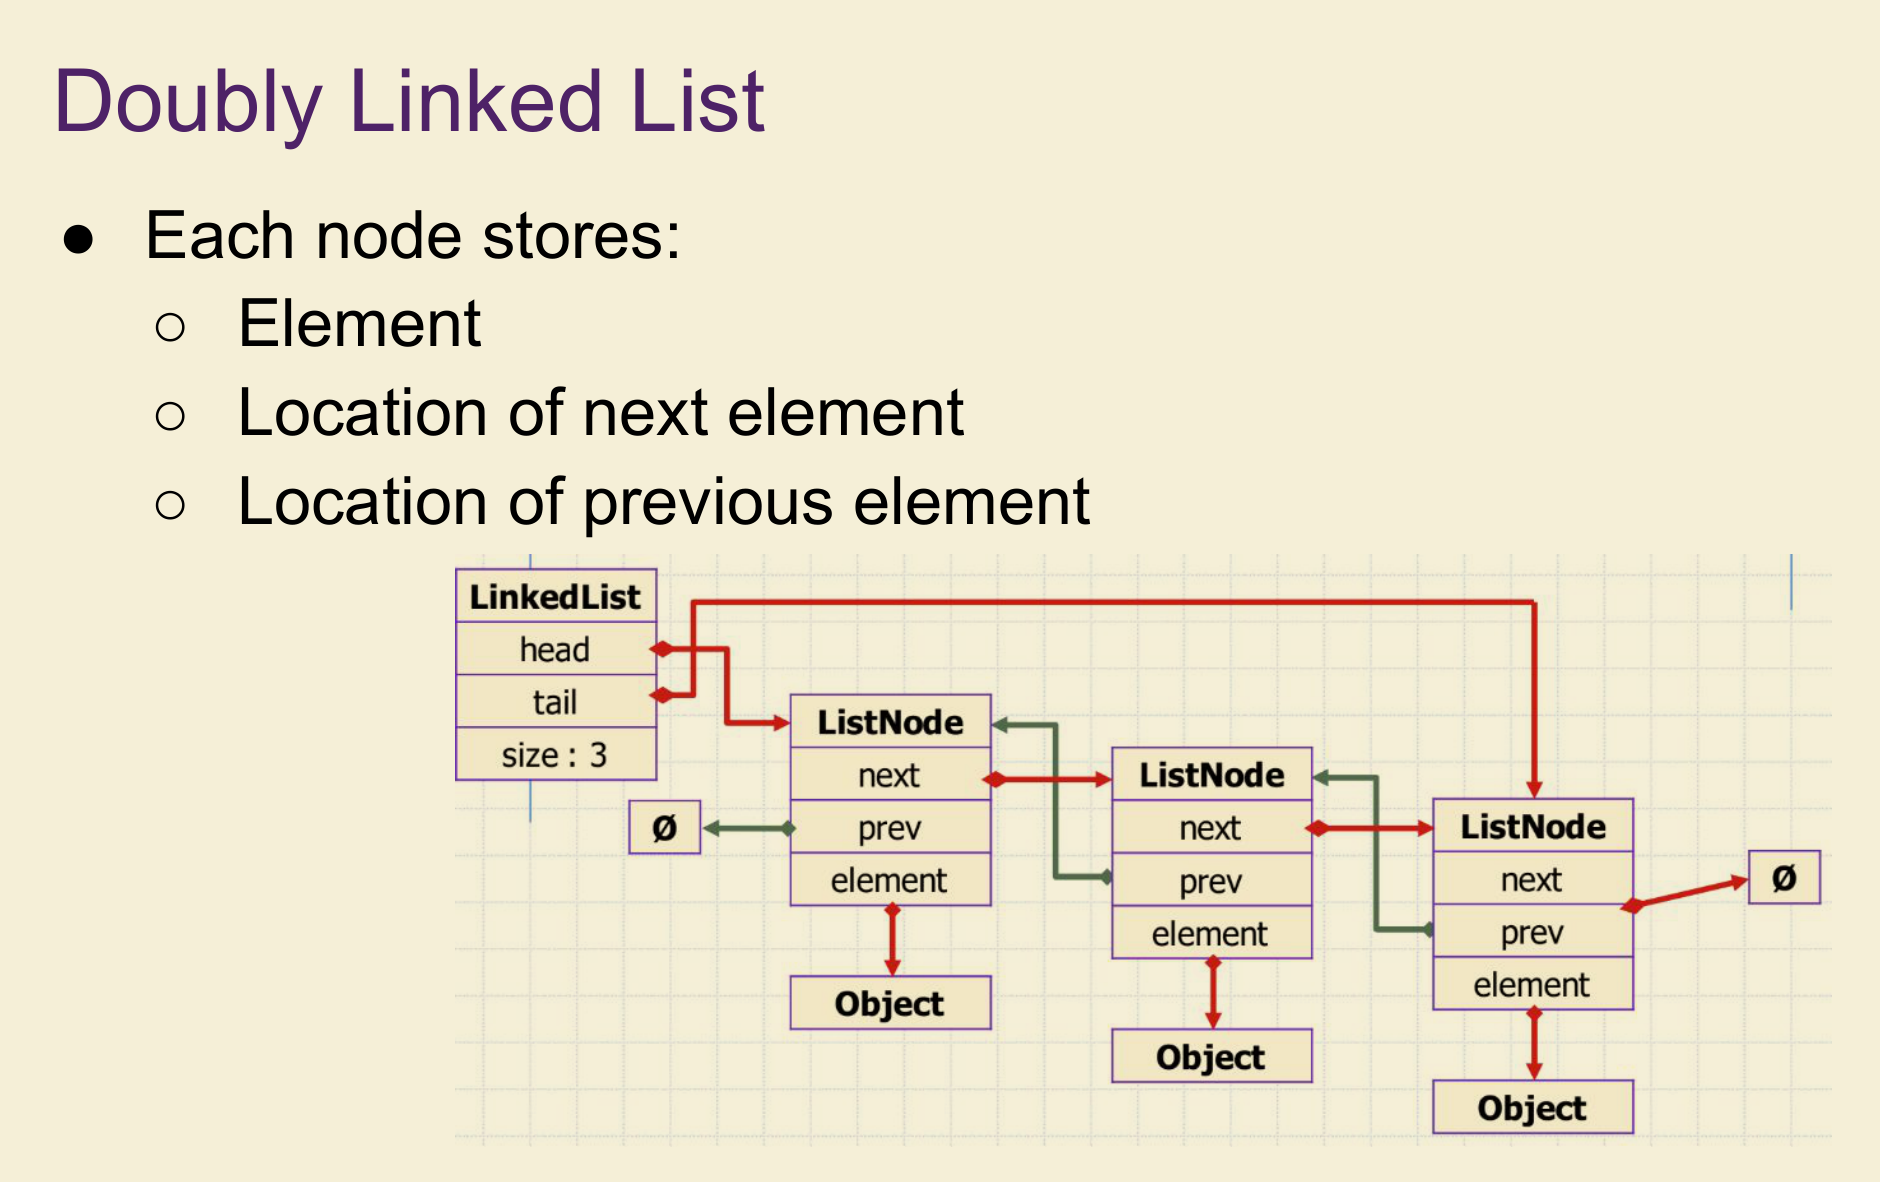 Doubly Linked List
● Each node stores:
○ Element
○ Location of next element
○ Location of previous element
LinkedList
head
tail
size : 3
Ø
ListNode
next
prev
element
Object
ListNode
next
prev
element
Object
ListNode
next
prev
element
Object
Ø